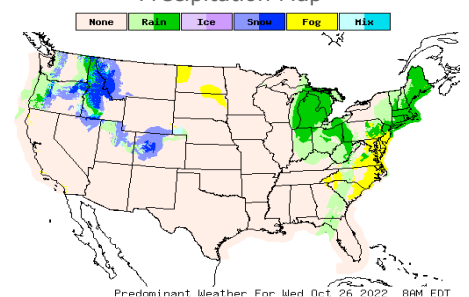 Precipitation Map
None Rain Ice Snow Fog Mix
Predominant Weather For Wed Oct 26 2022 8AM EDT